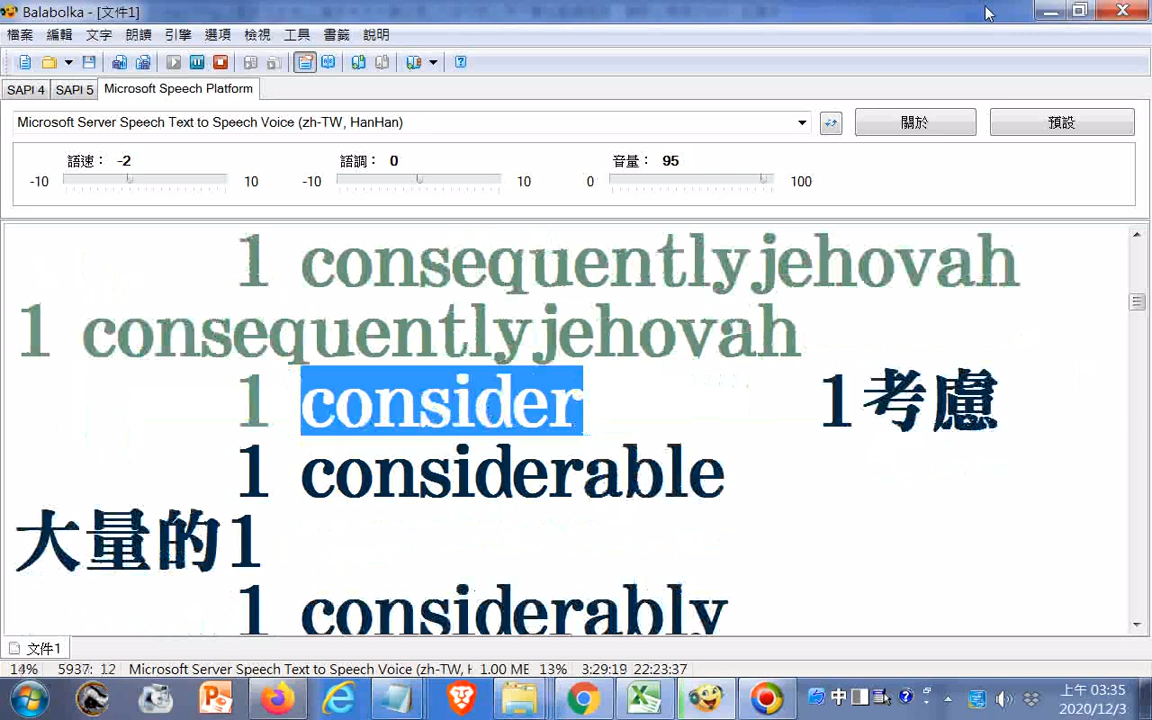 Balabolka - [文件1]
檔案 編輯 文字 朗讀 引擎 選項 檢視 工具 書籤 說明
SAPI 4 SAPI 5 Microsoft Speech Platform
Microsoft Server Speech Text to Speech Voice (zh-TW, HanHan) 關於 預設
語速： -2 語調： 0 音量： 95
-10 10 -10 10 0 100
1 consequentlyjehovah
1 consequentlyjehovah
1 consider 1考慮
1 considerable
大量的1
1 considerably
文件1
14% 5937: 12 Microsoft Server Speech Text to Speech Voice (zh-TW, 1.00 ME 13% 3:29:19 22:23:37
中 上午 03:35
2020/12/3